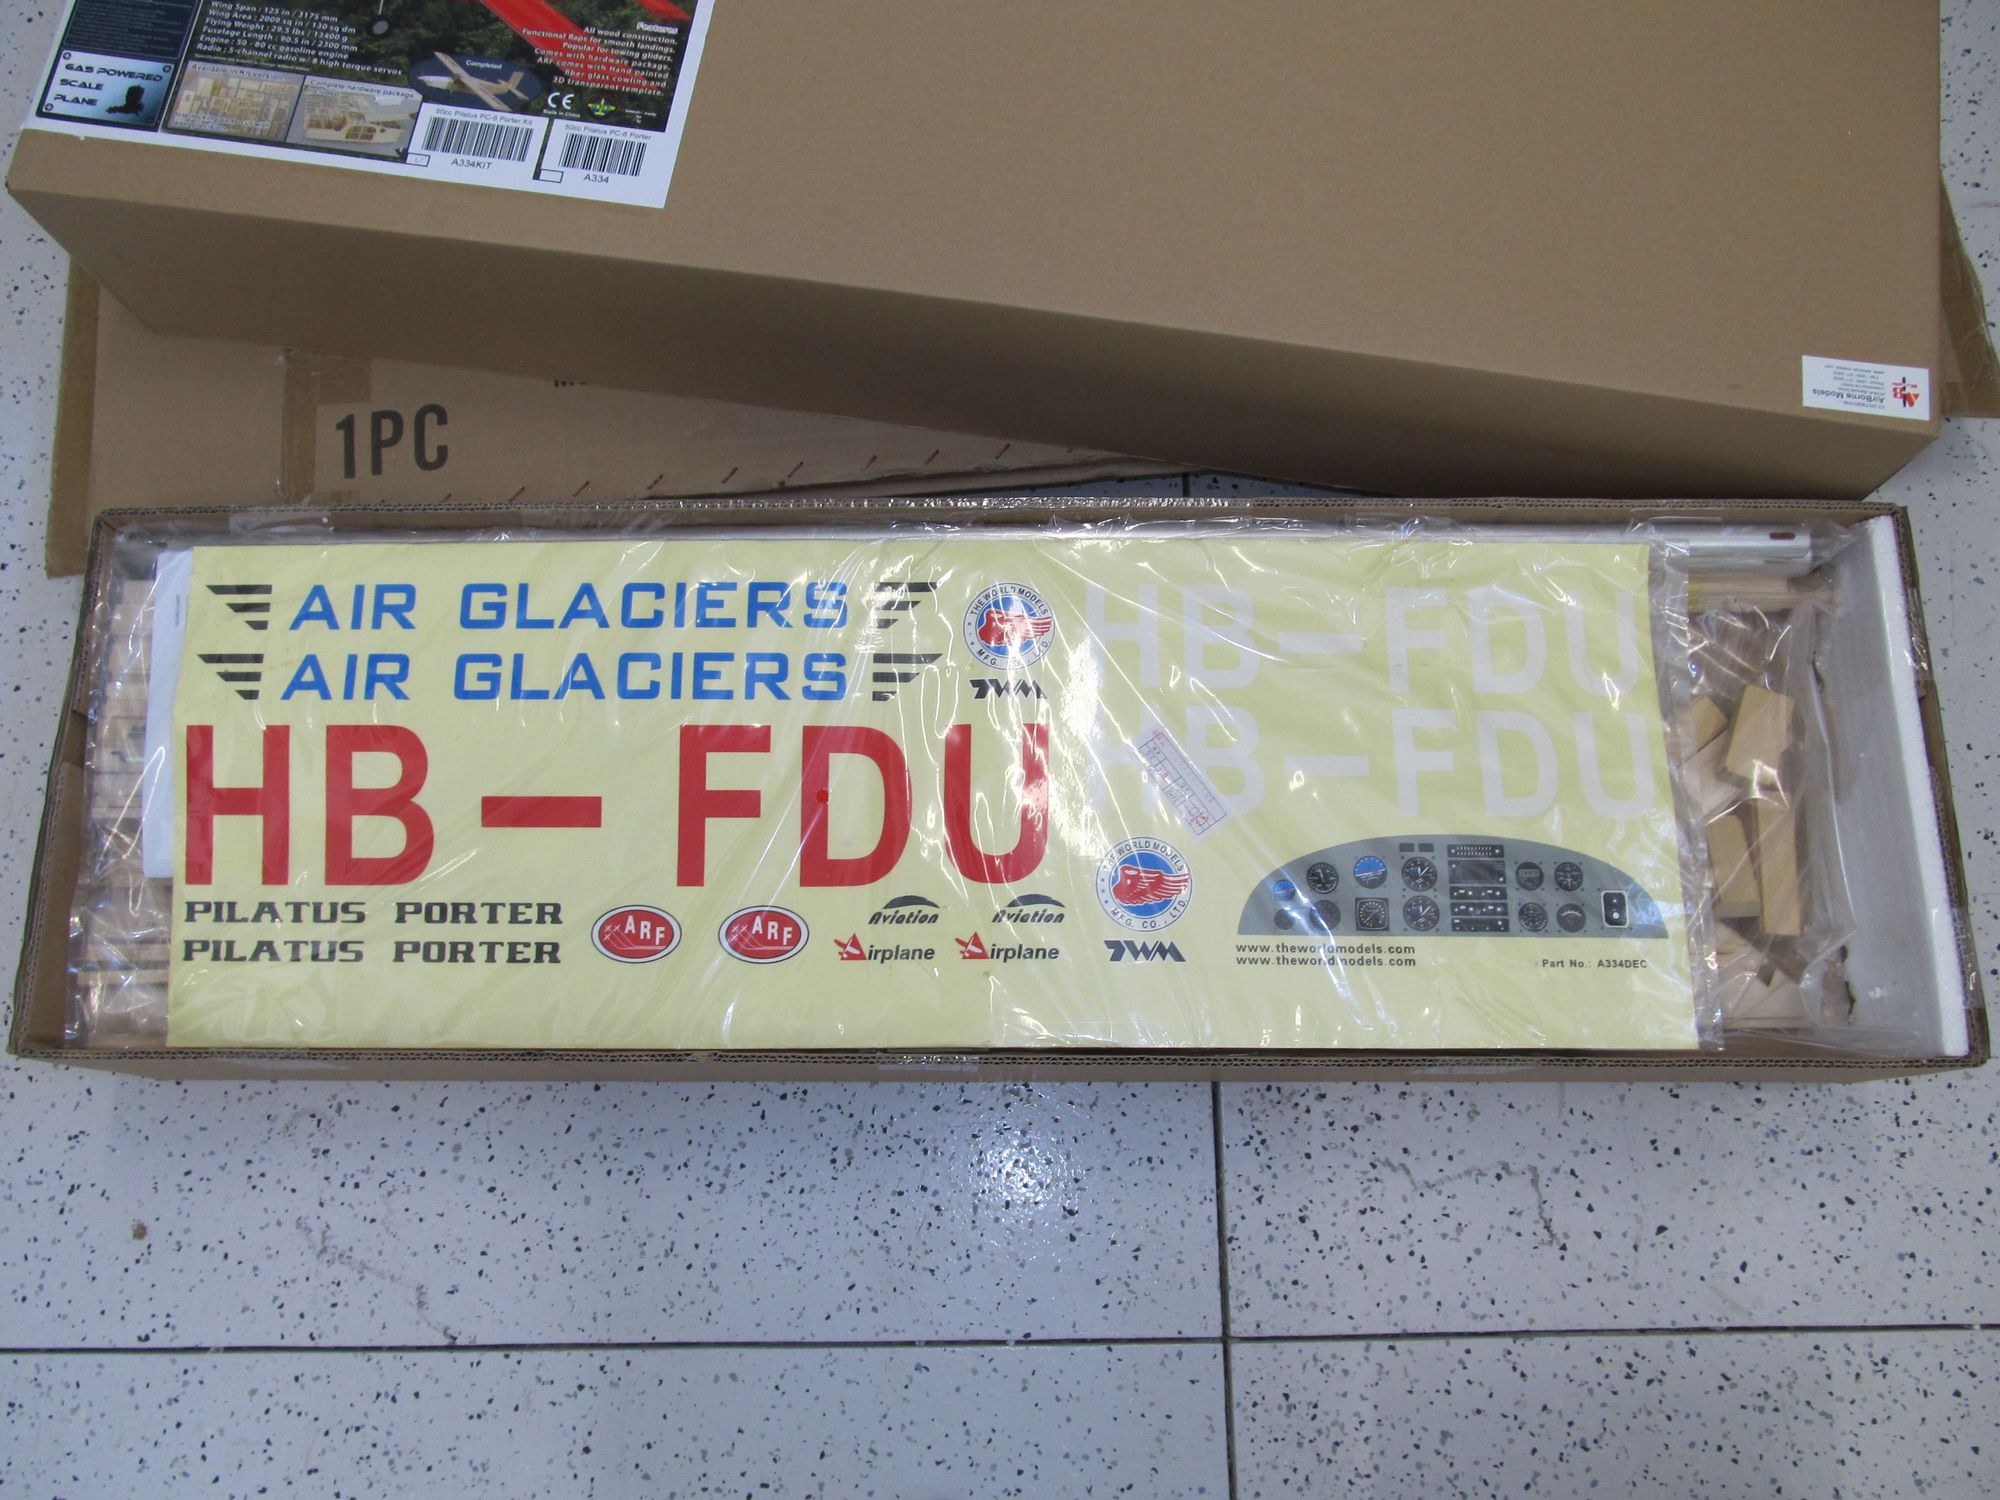 Wing Span : 125 in / 3175 mm
Wing Area : 2009 sq in / 130 sq dm
Flying Weight : 29.5 lbs / 13400 g
Fuselage Length : 90.5 in / 2300 mm
Engine : 50 - 80 cc gasoline engine
Radio : 5-channel radio w/ 8 high torque servos
GAS POWERED
SCALE
PLANE
Available in Kit version
Complete hardware package
Completed
Features
All wood construction.
Functional flaps for smooth landings.
Popular for towing gliders.
Comes with hardware package.
ARF comes with Hand painted
fiber glass cowling and
3D transparent template.
CE
Made in China
50cc Pilatus PC-6 Porter Kit
A334KIT
50cc Pilatus PC-6 Porter
A334
AirBorne Models
1PC
AIR GLACIERS
AIR GLACIERS
THE WORLD MODELS
MFG. CO., LTD.
TWM
HB-FDU
HB-FDU
HB-FDU
PILATUS PORTER
PILATUS PORTER
ARF
ARF
Aviation
Aviation
Airplane
Airplane
THE WORLD MODELS
MFG. CO., LTD.
TWM
www.theworldmodels.com
www.theworldmodels.com
Part No.: A334DEC